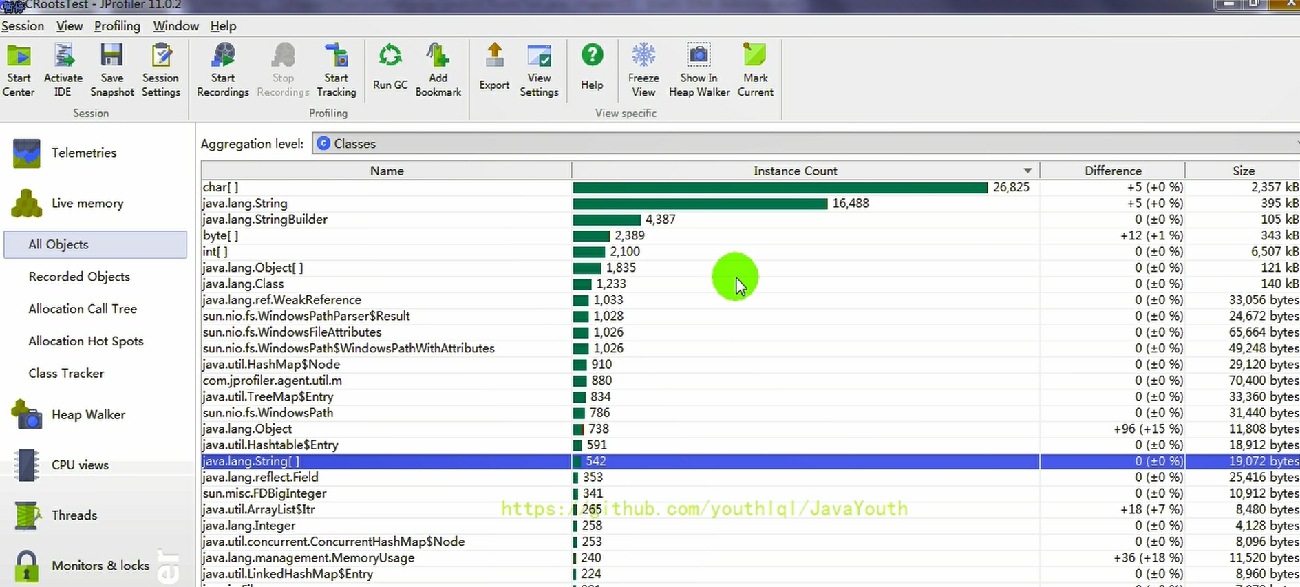 GCRootsTest - JProfiler 11.0.2
Session View Profiling Window Help
Start Center
Activate IDE
Save Snapshot
Session Settings
Start Recordings
Stop Recordings
Start Tracking
Run GC
Add Bookmark
Export
View Settings
Help
Freeze View
Show In Heap Walker
Mark Current
Session
Profiling
View specific
Telemetries
Live memory
All Objects
Recorded Objects
Allocation Call Tree
Allocation Hot Spots
Class Tracker
Heap Walker
CPU views
Threads
Monitors & locks
Aggregation level: Classes
Name Instance Count Difference Size
char[ ] 26,825 +5 (+0 %) 2,357 kB
java.lang.String 16,488 +5 (+0 %) 395 kB
java.lang.StringBuilder 4,387 0 (±0 %) 105 kB
byte[ ] 2,389 +12 (+1 %) 343 kB
int[ ] 2,100 0 (±0 %) 6,507 kB
java.lang.Object[ ] 1,835 0 (±0 %) 121 kB
java.lang.Class 1,233 0 (±0 %) 140 kB
java.lang.ref.WeakReference 1,033 0 (±0 %) 33,056 bytes
sun.nio.fs.WindowsPathParser$Result 1,028 0 (±0 %) 24,672 bytes
sun.nio.fs.WindowsFileAttributes 1,026 0 (±0 %) 65,664 bytes
sun.nio.fs.WindowsPath$WindowsPathWithAttributes 1,026 0 (±0 %) 49,248 bytes
java.util.HashMap$Node 910 0 (±0 %) 29,120 bytes
com.jprofiler.agent.util.m 880 0 (±0 %) 70,400 bytes
java.util.TreeMap$Entry 834 0 (±0 %) 33,360 bytes
sun.nio.fs.WindowsPath 786 0 (±0 %) 31,440 bytes
java.lang.Object 738 +96 (+15 %) 11,808 bytes
java.util.Hashtable$Entry 591 0 (±0 %) 18,912 bytes
java.lang.String[ ] 542 0 (±0 %) 19,072 bytes
java.lang.reflect.Field 353 0 (±0 %) 25,416 bytes
sun.misc.FDBigInteger 341 0 (±0 %) 10,912 bytes
java.util.ArrayList$Itr 265 +18 (+7 %) 8,480 bytes
https://github.com/youthlql/JavaYouth
java.lang.Integer 258 0 (±0 %) 4,128 bytes
java.util.concurrent.ConcurrentHashMap$Node 253 0 (±0 %) 8,096 bytes
java.lang.management.MemoryUsage 240 +36 (+18 %) 11,520 bytes
java.util.LinkedHashMap$Entry 224 0 (±0 %) 8,960 bytes